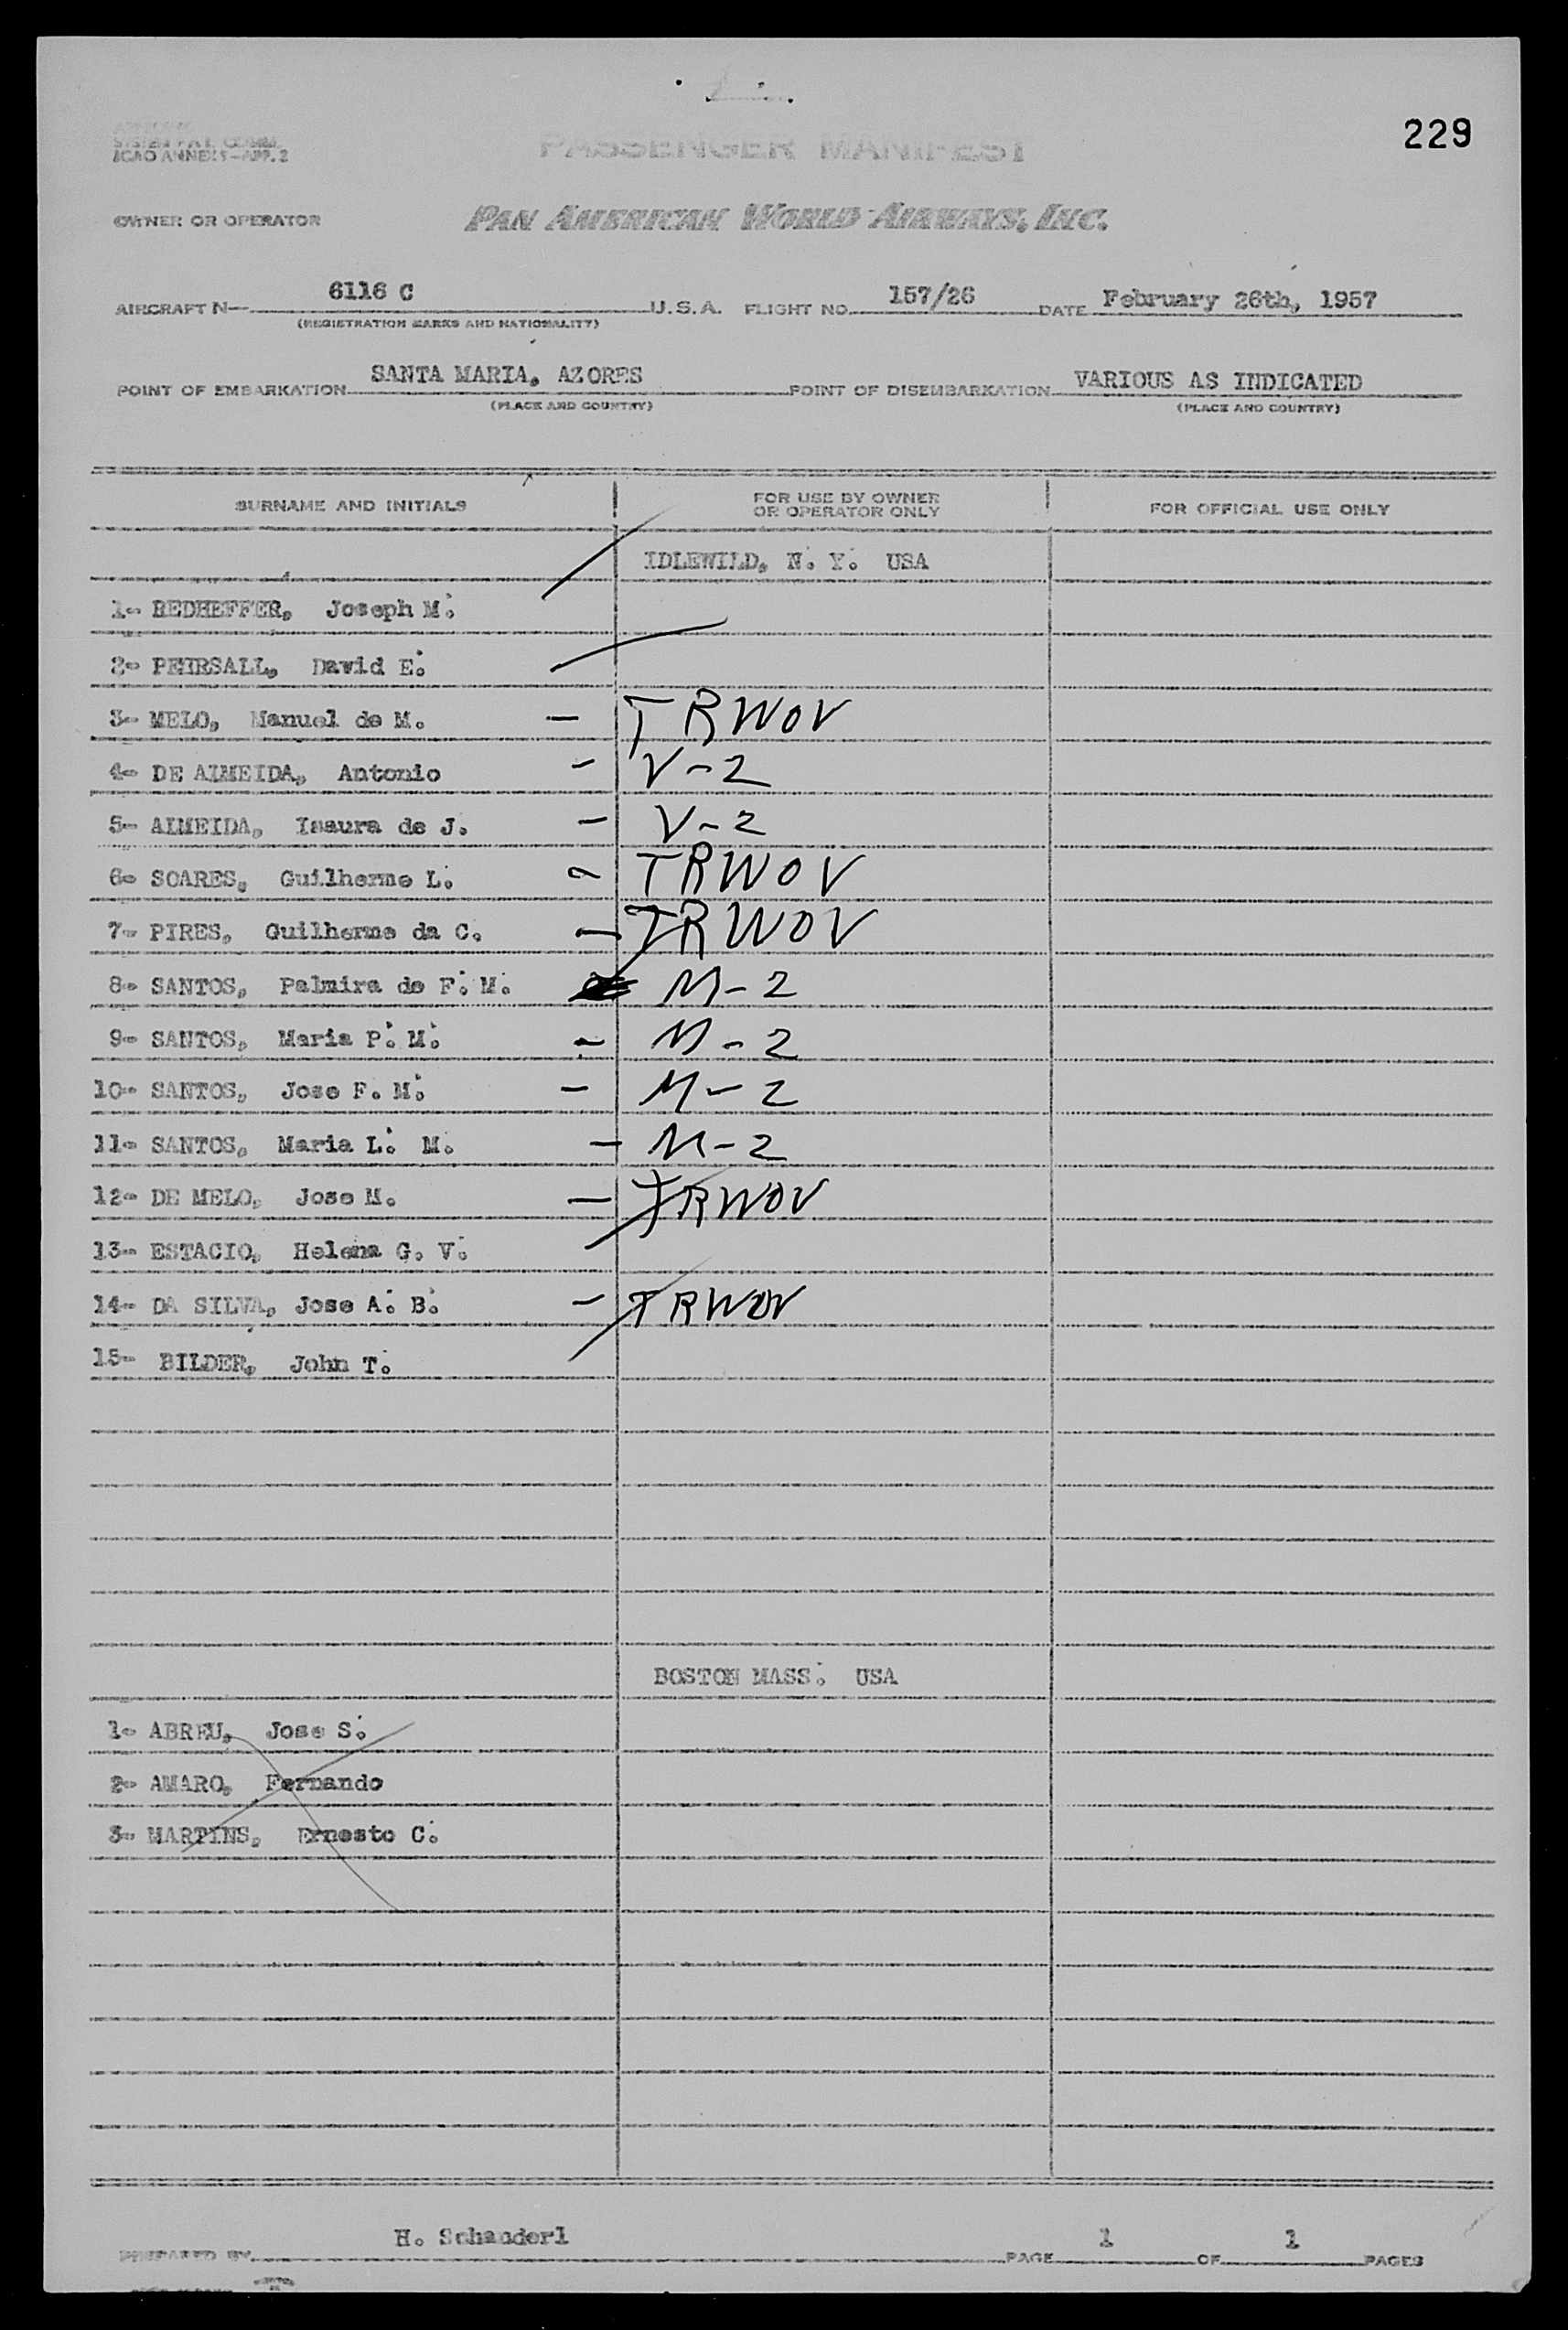 229
ICAO ANNEX 9-APP. 2
PASSENGER MANIFEST
OWNER OR OPERATOR PAN AMERICAN WORLD AIRWAYS, INC.
AIRCRAFT N- 6116 C U.S.A. FLIGHT NO. 157/26 DATE February 26th, 1957
(REGISTRATION MARKS AND NATIONALITY)
POINT OF EMBARKATION SANTA MARIA, AZORES POINT OF DISEMBARKATION VARIOUS AS INDICATED
(PLACE AND COUNTRY) (PLACE AND COUNTRY)
SURNAME AND INITIALS FOR USE BY OWNER OR OPERATOR ONLY FOR OFFICIAL USE ONLY
IDLEWILD, N. Y. USA
1- REDHEFFER, Joseph M.
2- PEIRSALL, David E.
3- MELO, Manuel de M. - TRWOV
4- DE ALMEIDA, Antonio - V-2
5- ALMEIDA, Isaura de J. - V-2
6- SOARES, Guilherme L. - TRWOV
7- PIRES, Guilherme da C. - TRWOV
8- SANTOS, Palmira de F. M. M-2
9- SANTOS, Maria P. M. - M-2
10- SANTOS, Jose F. M. - M-2
11- SANTOS, Maria L. M. - M-2
12- DE MELO, Jose M. - TRWOV
13- ESTACIO, Helena G. V.
14- DA SILVA, Jose A. B. - TRWOV
15- BILDER, John T.
BOSTON MASS. USA
1- ABREU, Jose S.
2- AMARO, Fernando
3- MARTINS, Ernesto C.
PREPARED BY H. Schauderl PAGE 1 OF 1 PAGES